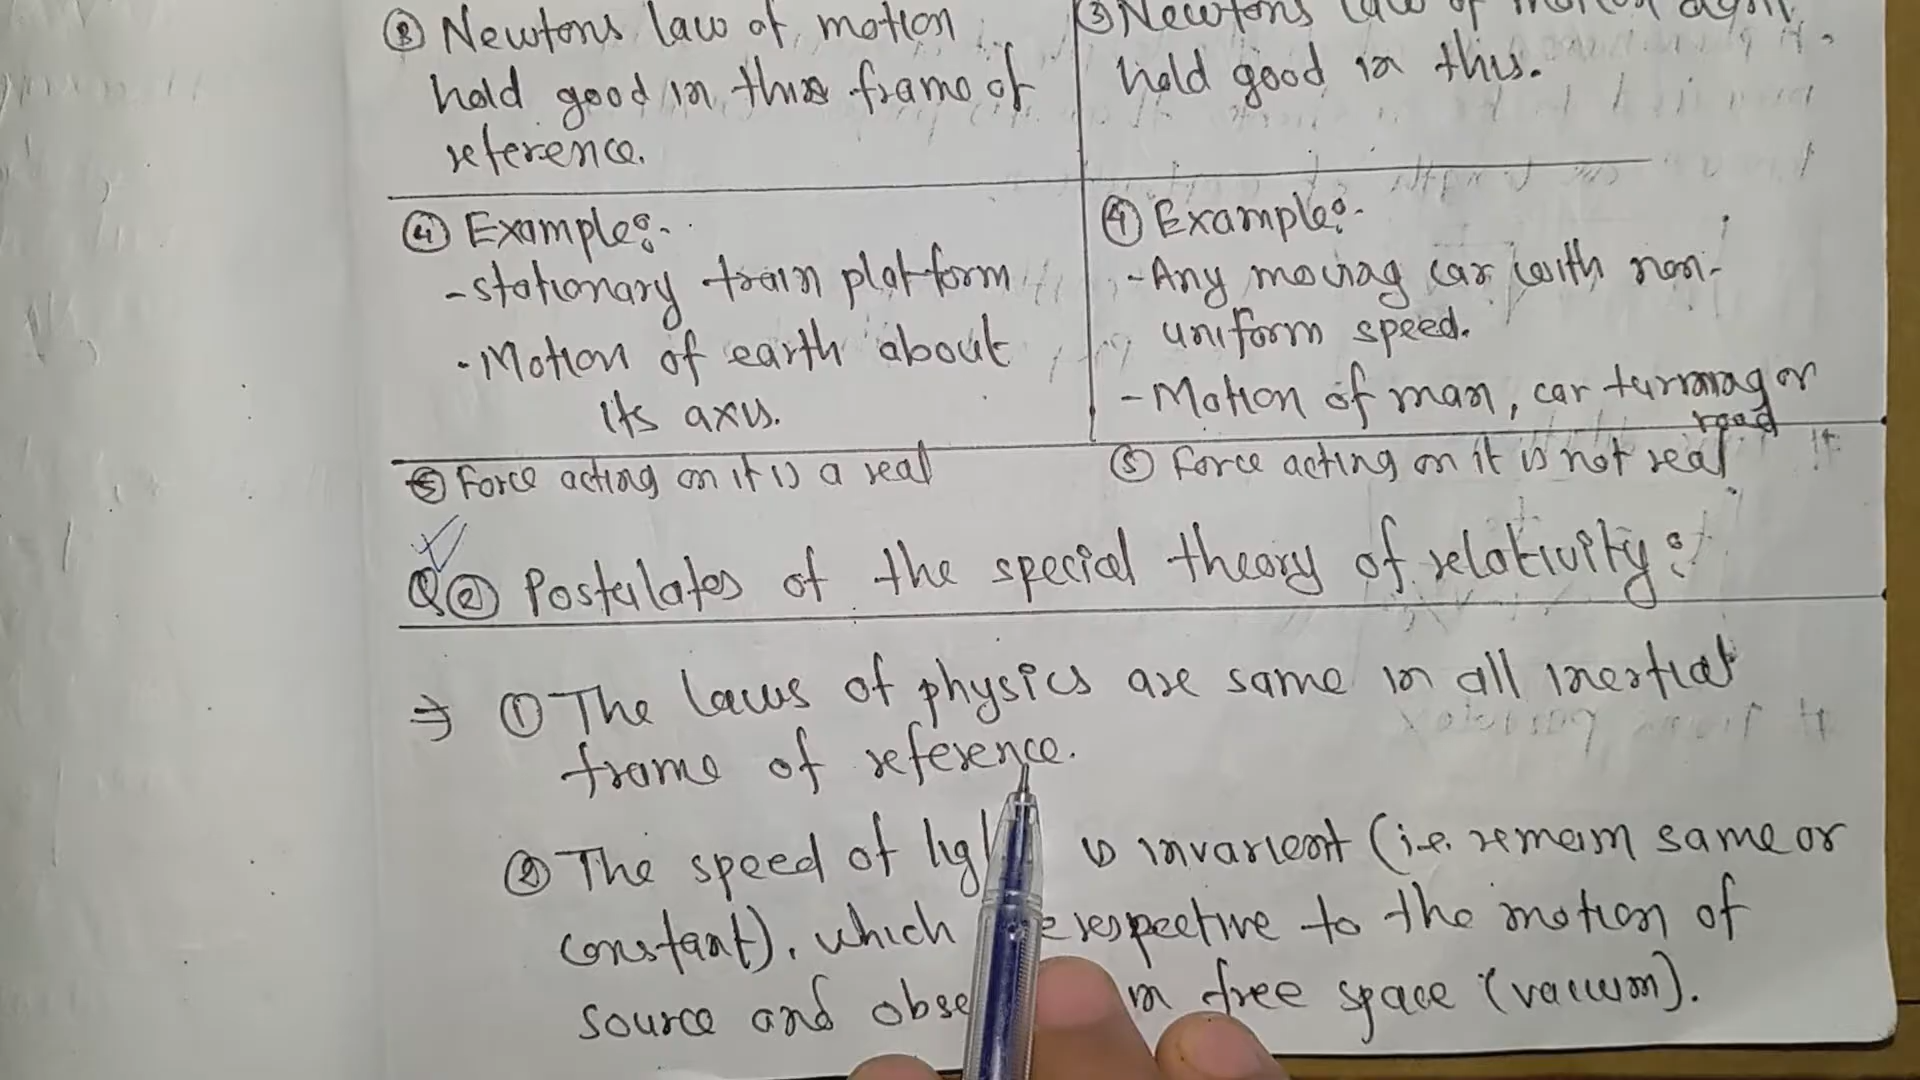 ③ Newtons law of motion
hold good in this frame of
reference.
③ Newtons law of motion
hold good in this.
④ Example:-
-stationary train platform
-Motion of earth about
its axis.
④ Example:-
-Any moving car with non-
uniform speed.
-Motion of man, car turning on
road
⑤ Force acting on it is a real
⑤ Force acting on it is not real
Q② Postulates of the special theory of relativity:
⇒ ① The laws of physics are same in all inertial
frame of reference.
② The speed of light is invarient (i.e. remain same or
constant). which respective to the motion of
source and obse in free space (vacuum).